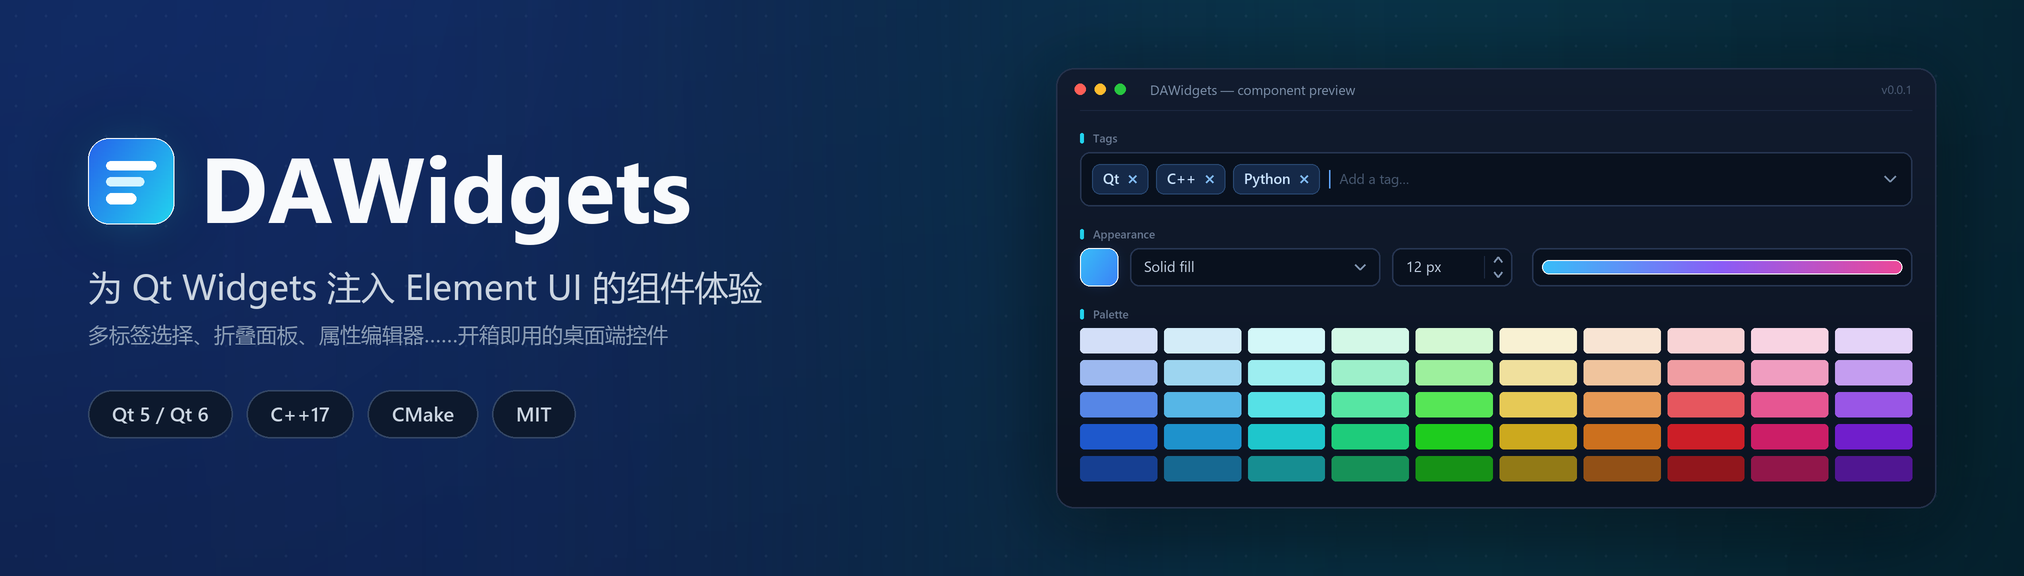 DAWidgets
为 Qt Widgets 注入 Element UI 的组件体验
多标签选择、折叠面板、属性编辑器……开箱即用的桌面端控件
Qt 5 / Qt 6 C++17 CMake MIT
DAWidgets — component preview v0.0.1
Tags
Qt × C++ × Python × Add a tag...
Appearance
Solid fill 12 px
Palette